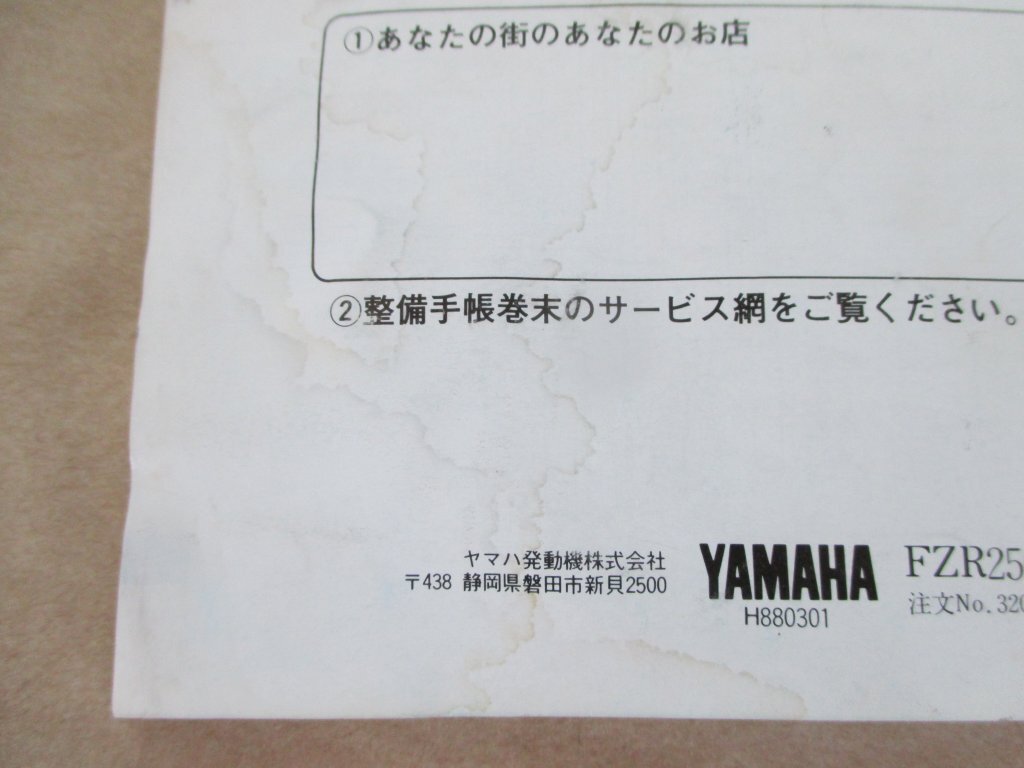 ①あなたの街のあなたのお店
②整備手帳巻末のサービス網をご覧ください。
ヤマハ発動機株式会社
〒438 静岡県磐田市新貝2500
YAMAHA
H880301
FZR25
注文No.320